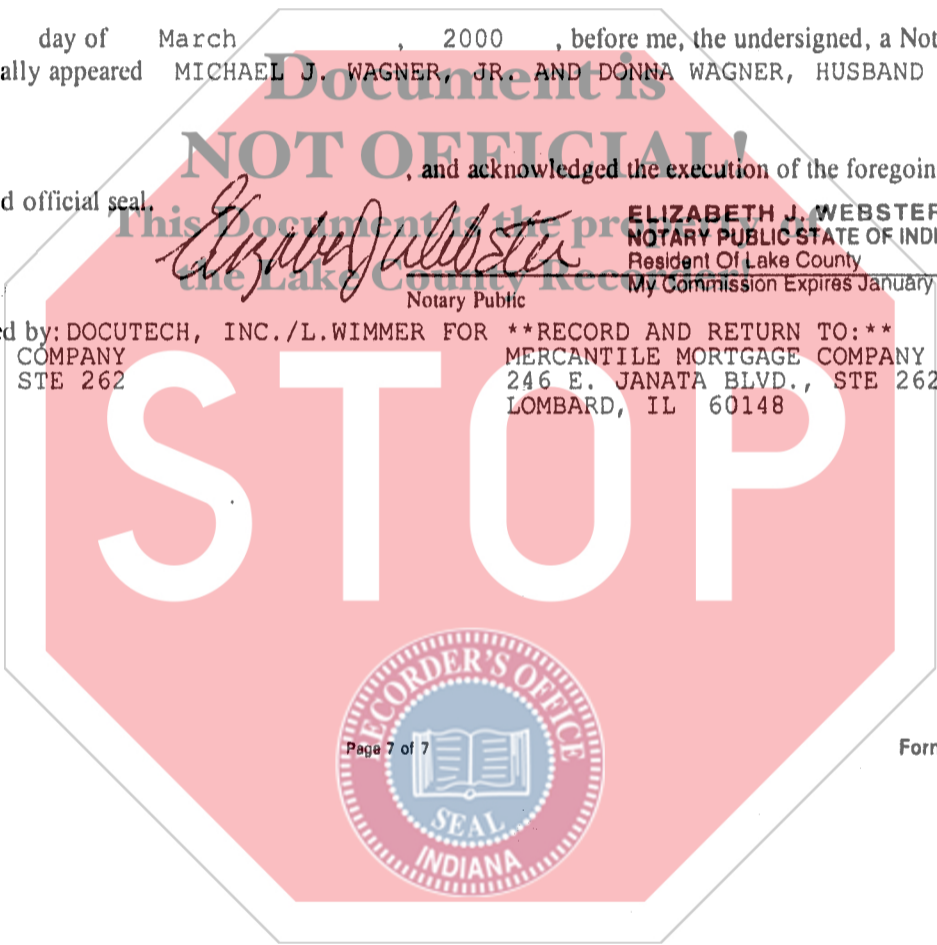 day of March , 2000 , before me, the undersigned, a Not
ally appeared MICHAEL J. WAGNER, JR. AND DONNA WAGNER, HUSBAND
Document is
NOT OFFICIAL!
, and acknowledged the execution of the foregoin
d official seal.
This Document is the property of
the Lake County Recorder!
Elizabeth J. Webster
ELIZABETH J. WEBSTER
NOTARY PUBLIC STATE OF INDI
Resident Of Lake County
My Commission Expires January
Notary Public
ed by: DOCUTECH, INC./L.WIMMER FOR **RECORD AND RETURN TO:**
COMPANY MERCANTILE MORTGAGE COMPANY
STE 262 246 E. JANATA BLVD., STE 262
LOMBARD, IL 60148
STOP
RECORDER'S OFFICE
Page 7 of 7 Form
SEAL
INDIANA